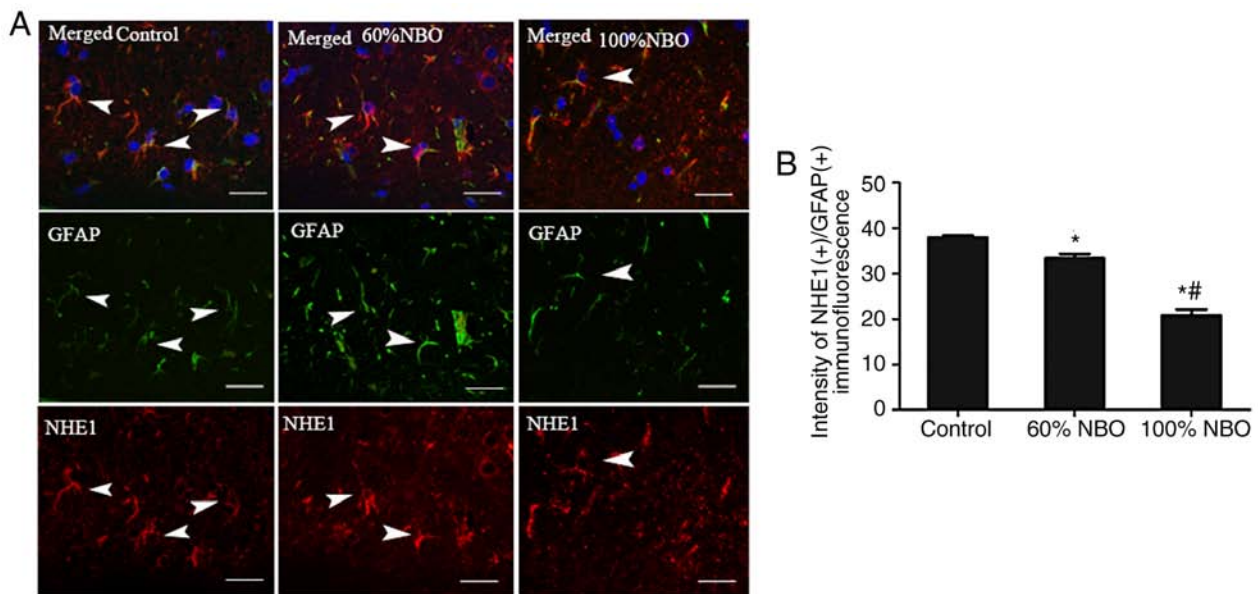 A
Merged Control
Merged 60%NBO
Merged 100%NBO
GFAP
GFAP
GFAP
NHE1
NHE1
NHE1
B
Intensity of NHE1(+)/GFAP(+)
immunofluorescence
50
40
30
20
10
0
*
*#
Control
60% NBO
100% NBO